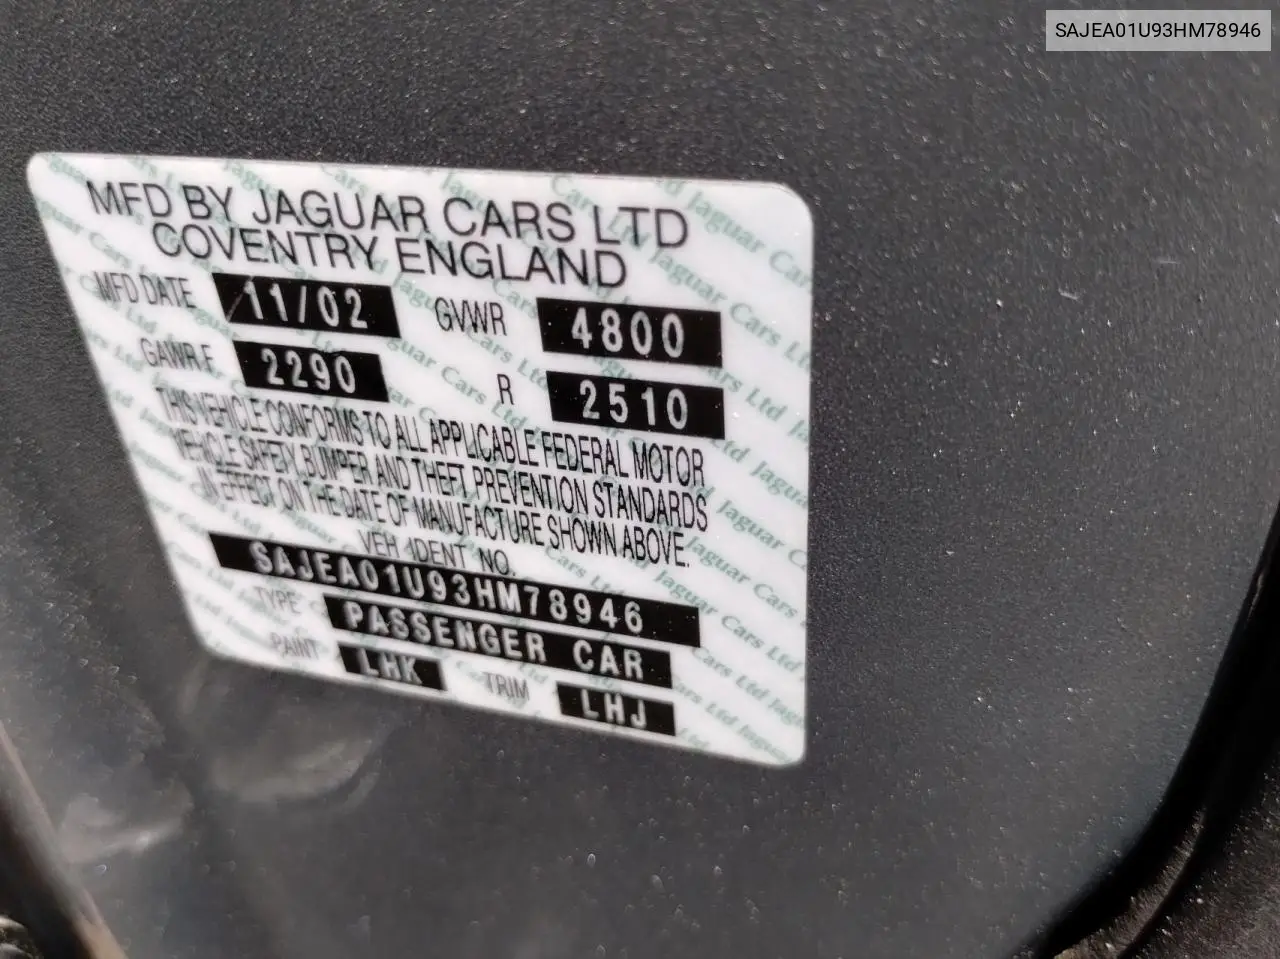 SAJEA01U93HM78946
MFD BY JAGUAR CARS LTD
COVENTRY ENGLAND
MFD DATE 11/02 GVWR 4800
GAWR F 2290 R 2510
THIS VEHICLE CONFORMS TO ALL APPLICABLE FEDERAL MOTOR
VEHICLE SAFETY, BUMPER AND THEFT PREVENTION STANDARDS
IN EFFECT ON THE DATE OF MANUFACTURE SHOWN ABOVE.
VEH IDENT NO.
SAJEA01U93HM78946
TYPE PASSENGER CAR
PAINT LHK TRIM LHJ